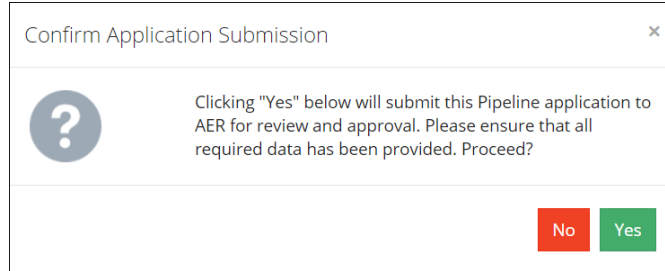 Confirm Application Submission
×
?
Clicking "Yes" below will submit this Pipeline application to
AER for review and approval. Please ensure that all
required data has been provided. Proceed?
No Yes